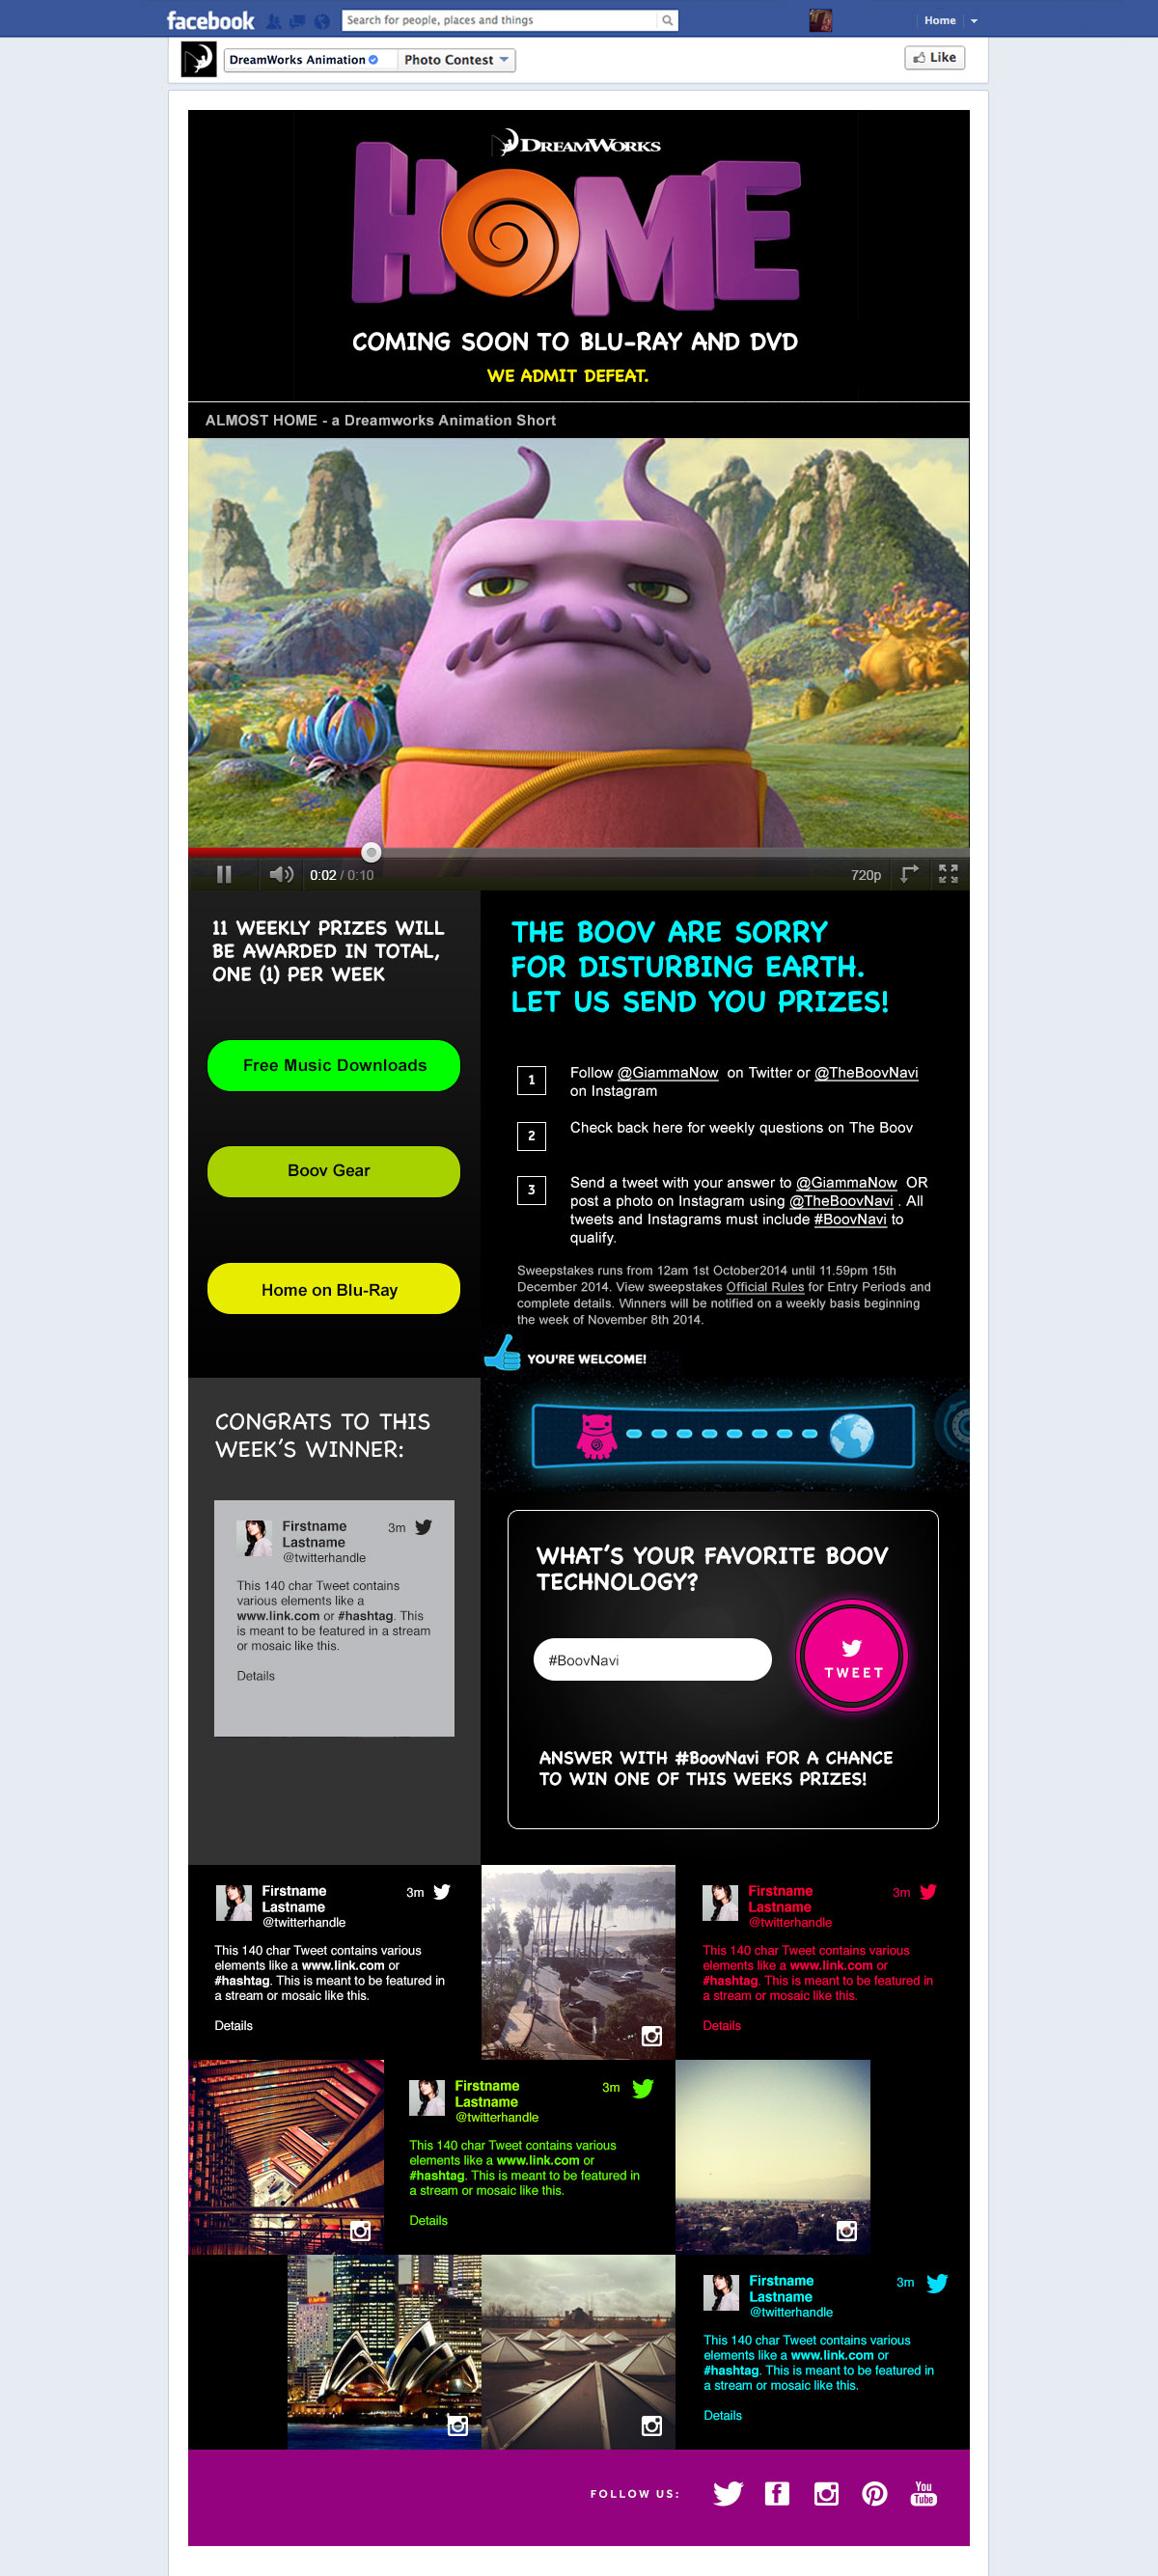 facebook
Search for people, places and things
Home
DreamWorks Animation
Photo Contest
Like
DREAMWORKS
HOME
COMING SOON TO BLU-RAY AND DVD
WE ADMIT DEFEAT.
ALMOST HOME - a Dreamworks Animation Short
0:02 / 0:10
720p
11 WEEKLY PRIZES WILL
BE AWARDED IN TOTAL,
ONE (1) PER WEEK
Free Music Downloads
Boov Gear
Home on Blu-Ray
THE BOOV ARE SORRY
FOR DISTURBING EARTH.
LET US SEND YOU PRIZES!
1
Follow @GiammaNow on Twitter or @TheBoovNavi
on Instagram
2
Check back here for weekly questions on The Boov
3
Send a tweet with your answer to @GiammaNow OR
post a photo on Instagram using @TheBoovNavi . All
tweets and Instagrams must include #BoovNavi to
qualify.
Sweepstakes runs from 12am 1st October2014 until 11.59pm 15th
December 2014. View sweepstakes Official Rules for Entry Periods and
complete details. Winners will be notified on a weekly basis beginning
the week of November 8th 2014.
YOU'RE WELCOME!
CONGRATS TO THIS
WEEK'S WINNER:
Firstname
Lastname
@twitterhandle
3m
This 140 char Tweet contains
various elements like a
www.link.com or #hashtag. This
is meant to be featured in a stream
or mosaic like this.
Details
WHAT'S YOUR FAVORITE BOOV
TECHNOLOGY?
#BoovNavi
TWEET
ANSWER WITH #BoovNavi FOR A CHANCE
TO WIN ONE OF THIS WEEKS PRIZES!
Firstname
Lastname
@twitterhandle
3m
This 140 char Tweet contains various
elements like a www.link.com or
#hashtag. This is meant to be featured in
a stream or mosaic like this.
Details
Firstname
Lastname
@twitterhandle
3m
This 140 char Tweet contains various
elements like a www.link.com or
#hashtag. This is meant to be featured in
a stream or mosaic like this.
Details
Firstname
Lastname
@twitterhandle
3m
This 140 char Tweet contains various
elements like a www.link.com or
#hashtag. This is meant to be featured in
a stream or mosaic like this.
Details
Firstname
Lastname
@twitterhandle
3m
This 140 char Tweet contains various
elements like a www.link.com or
#hashtag. This is meant to be featured in
a stream or mosaic like this.
Details
FOLLOW US:
You
Tube